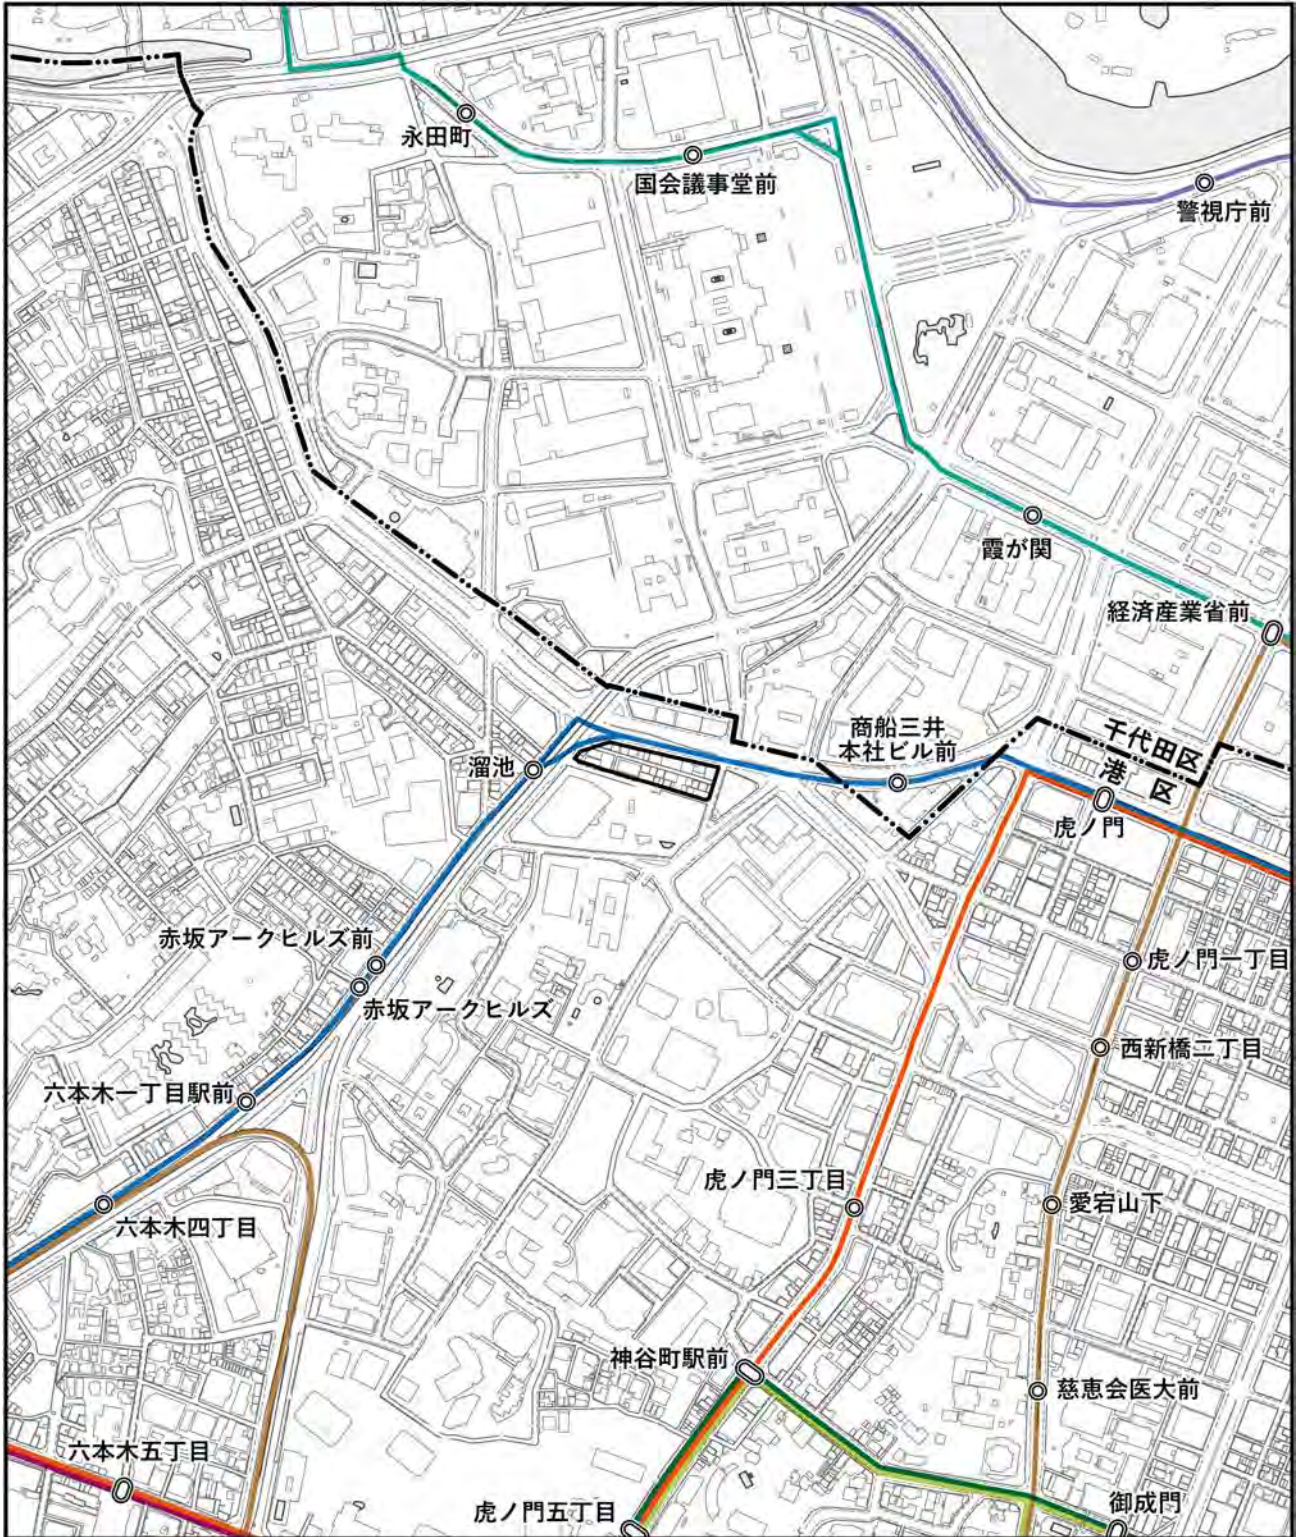 永田町
国会議事堂前
警視庁前
霞が関
経済産業省前
商船三井
本社ビル前
千代田区
港区
溜池
虎ノ門
赤坂アークヒルズ前
虎ノ門一丁目
赤坂アークヒルズ
西新橋二丁目
六本木一丁目駅前
虎ノ門三丁目
愛宕山下
六本木四丁目
神谷町駅前
慈恵会医大前
六本木五丁目
虎ノ門五丁目
御成門